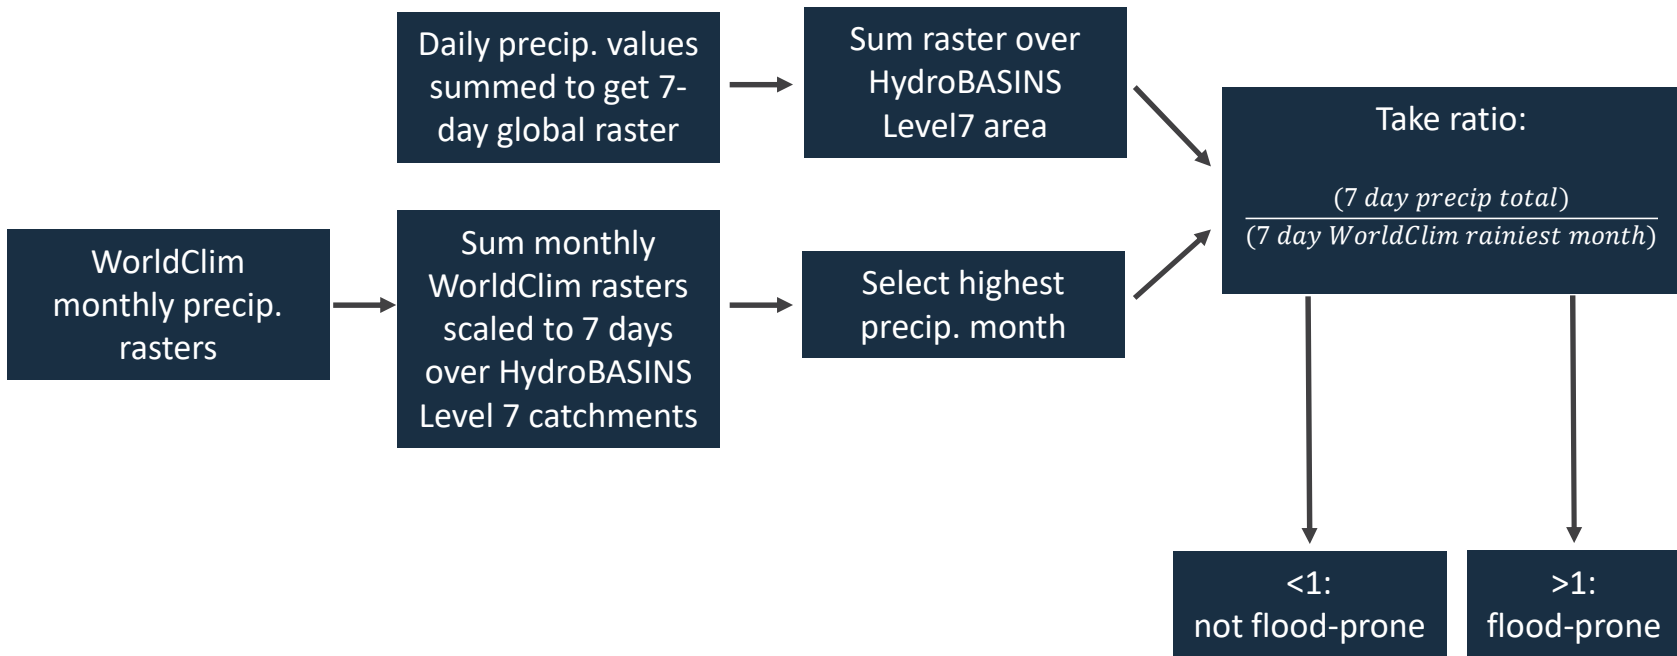 Daily precip. values
summed to get 7-
day global raster
Sum raster over
HydroBASINS
Level7 area
Take ratio:
(7 day precip total)
(7 day WorldClim rainiest month)
WorldClim
monthly precip.
rasters
Sum monthly
WorldClim rasters
scaled to 7 days
over HydroBASINS
Level 7 catchments
Select highest
precip. month
<1:
not flood-prone
>1:
flood-prone